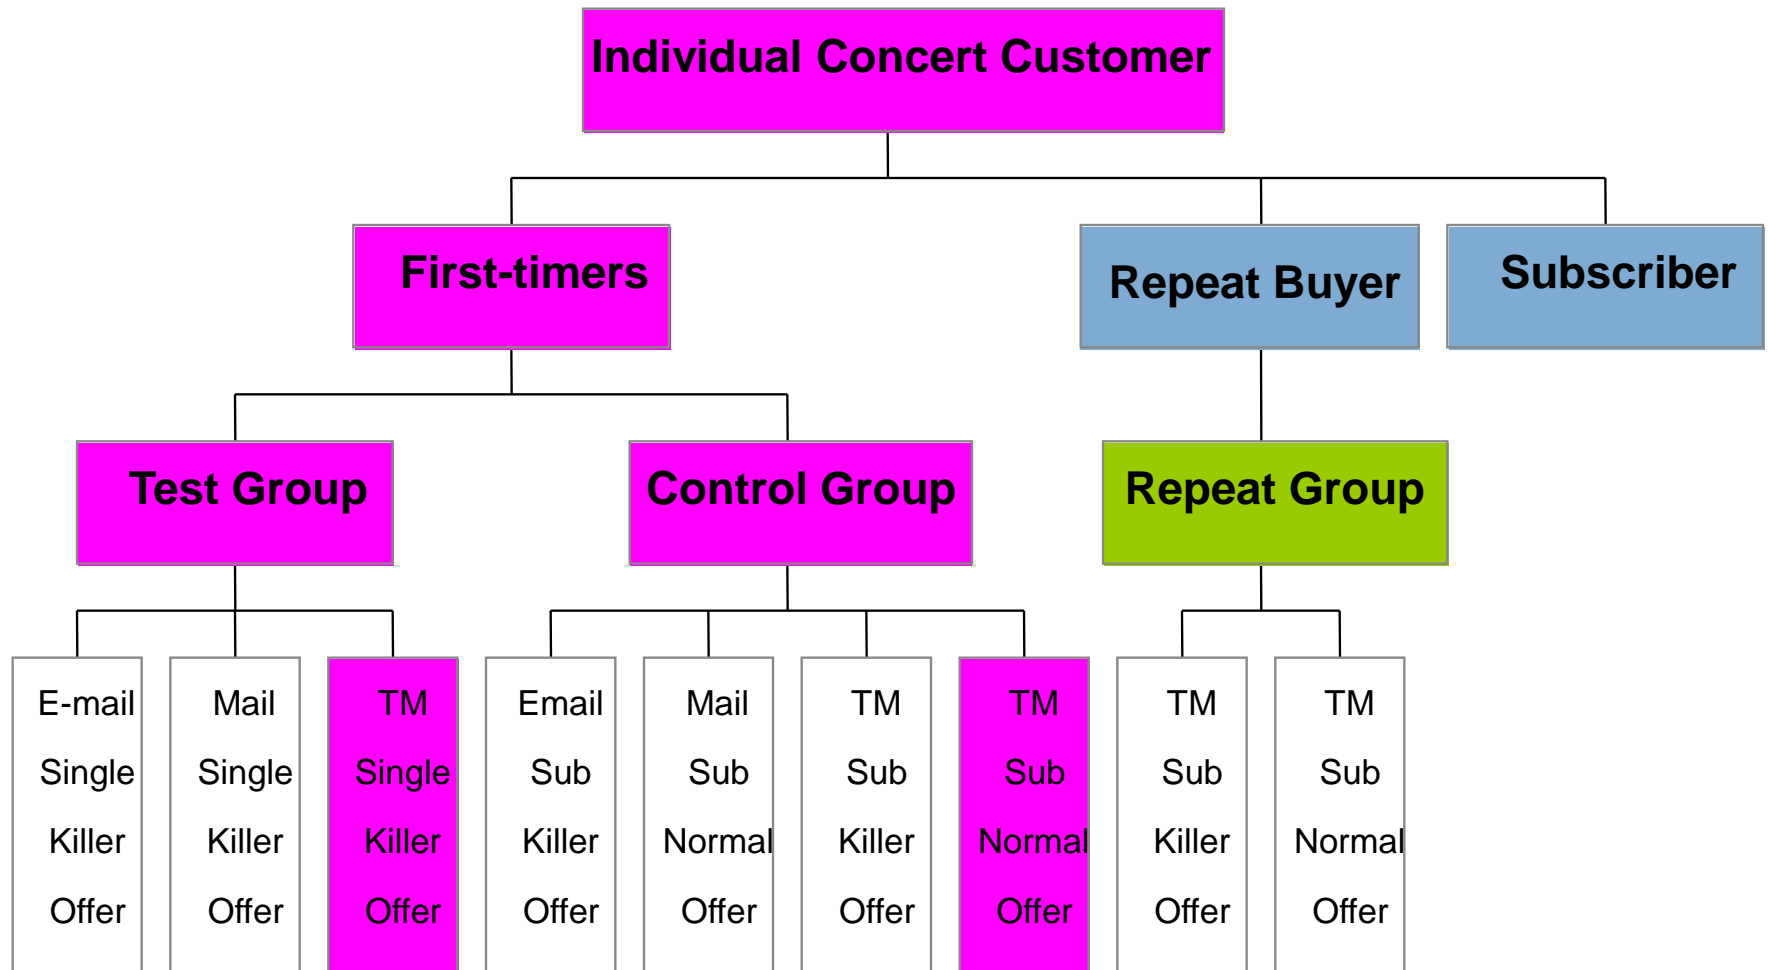 Individual Concert Customer
First-timers
Repeat Buyer
Subscriber
Test Group
Control Group
Repeat Group
E-mail
Single
Killer
Offer
Mail
Single
Killer
Offer
TM
Single
Killer
Offer
Email
Sub
Killer
Offer
Mail
Sub
Normal
Offer
TM
Sub
Killer
Offer
TM
Sub
Normal
Offer
TM
Sub
Killer
Offer
TM
Sub
Normal
Offer